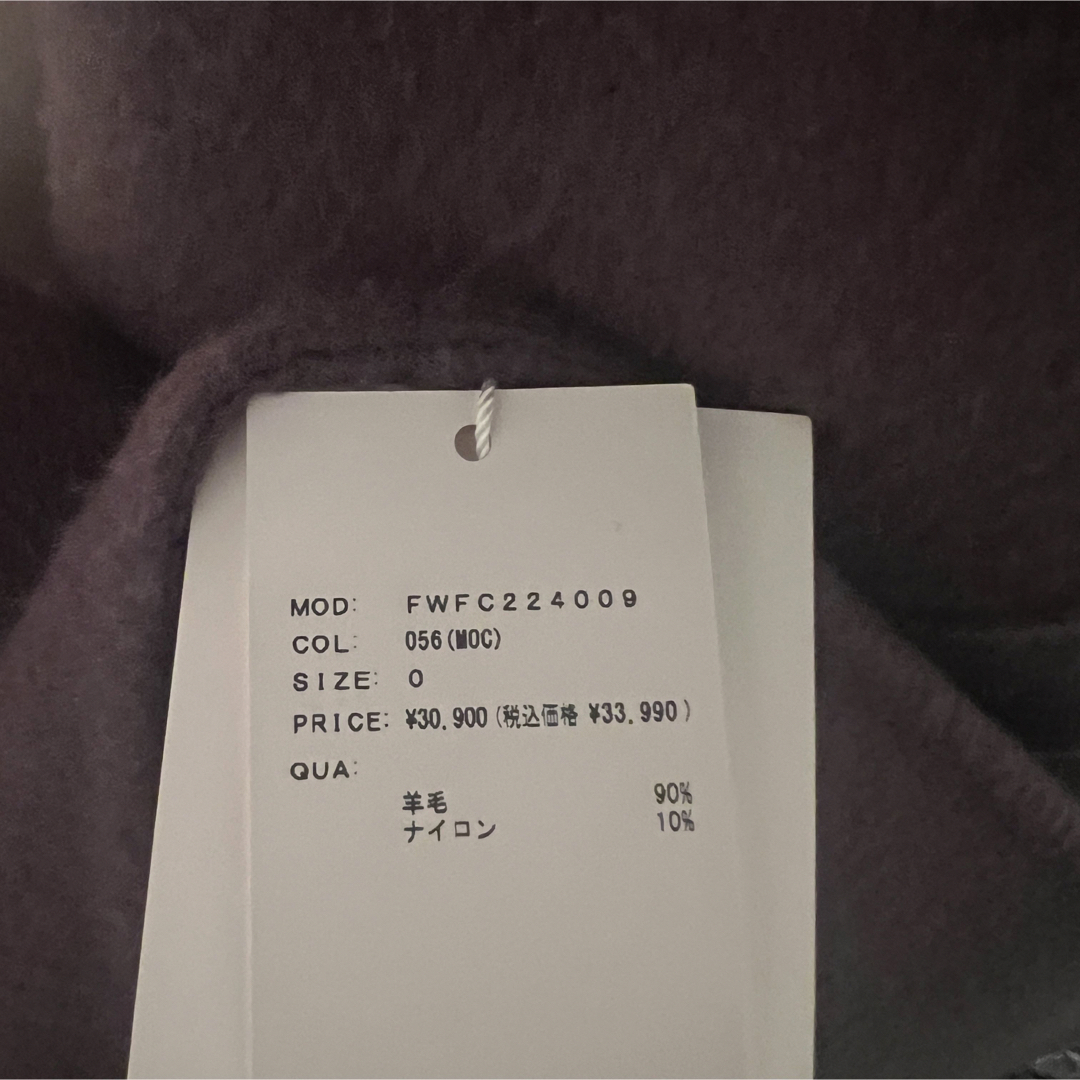 MOD: FWFC224009
COL: 056(MOC)
SIZE: 0
PRICE: ¥30,900(税込価格 ¥33,990)
QUA:
羊毛 90%
ナイロン 10%